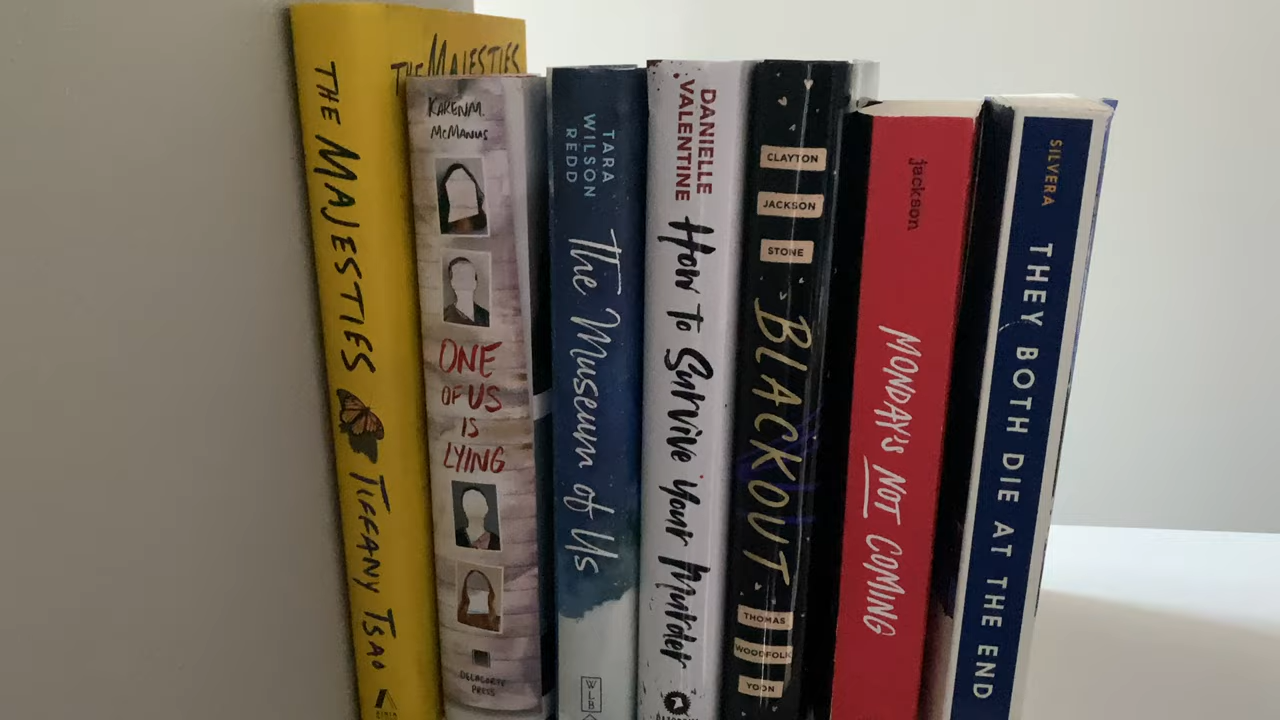 THE MAJESTIES
TIFFANY TSAO
THE MAJESTIES
KAREN M.
McMANUS
ONE
OF US
IS
LYING
DELACORTE
PRESS
TARA
WILSON
REDD
The Museum of Us
WLB
DANIELLE
VALENTINE
How to Survive Your Murder
CLAYTON
JACKSON
STONE
BLACKOUT
THOMAS
WOODFOLK
YOON
jackson
MONDAY'S NOT COMING
SILVERA
THEY BOTH DIE AT THE END